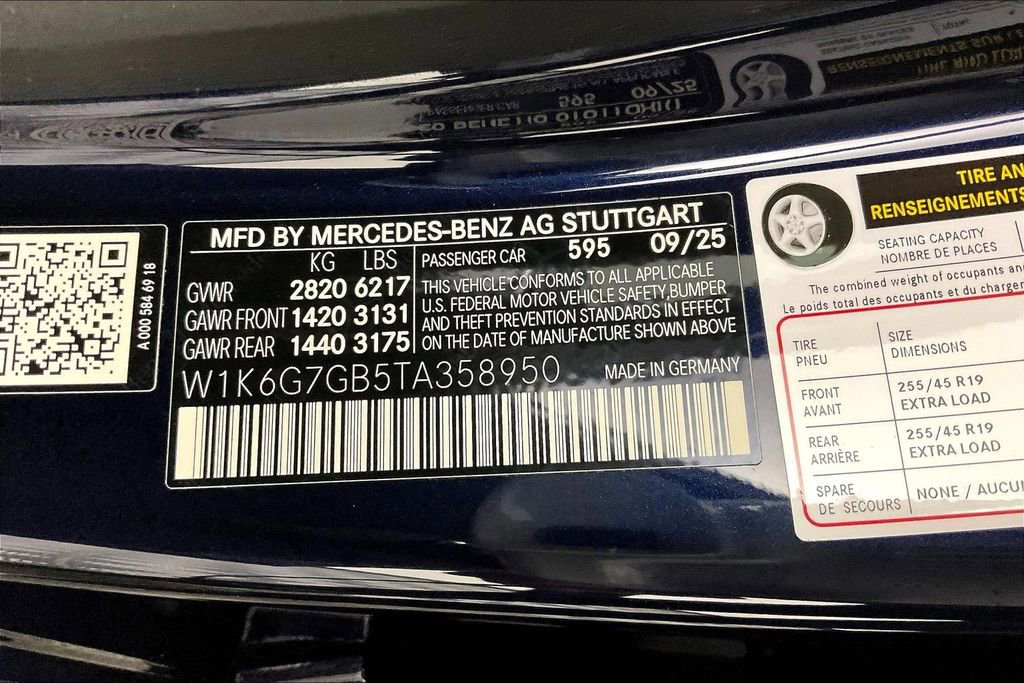 A 000 584 69 18
MFD BY MERCEDES-BENZ AG STUTTGART
KG LBS
GVWR 2820 6217
GAWR FRONT 1420 3131
GAWR REAR 1440 3175
PASSENGER CAR 595 09/25
THIS VEHICLE CONFORMS TO ALL APPLICABLE
U.S. FEDERAL MOTOR VEHICLE SAFETY,BUMPER
AND THEFT PREVENTION STANDARDS IN EFFECT
ON THE DATE OF MANUFACTURE SHOWN ABOVE
W1K6G7GB5TA358950
MADE IN GERMANY
TIRE AN
RENSEIGNEMENTS
SEATING CAPACITY
NOMBRE DE PLACES
The combined weight of occupants and
Le poids total des occupants et du charge
TIRE
PNEU
SIZE
DIMENSIONS
FRONT
AVANT
255/45 R19
EXTRA LOAD
REAR
ARRIÈRE
255/45 R19
EXTRA LOAD
SPARE
DE SECOURS
NONE / AUCU